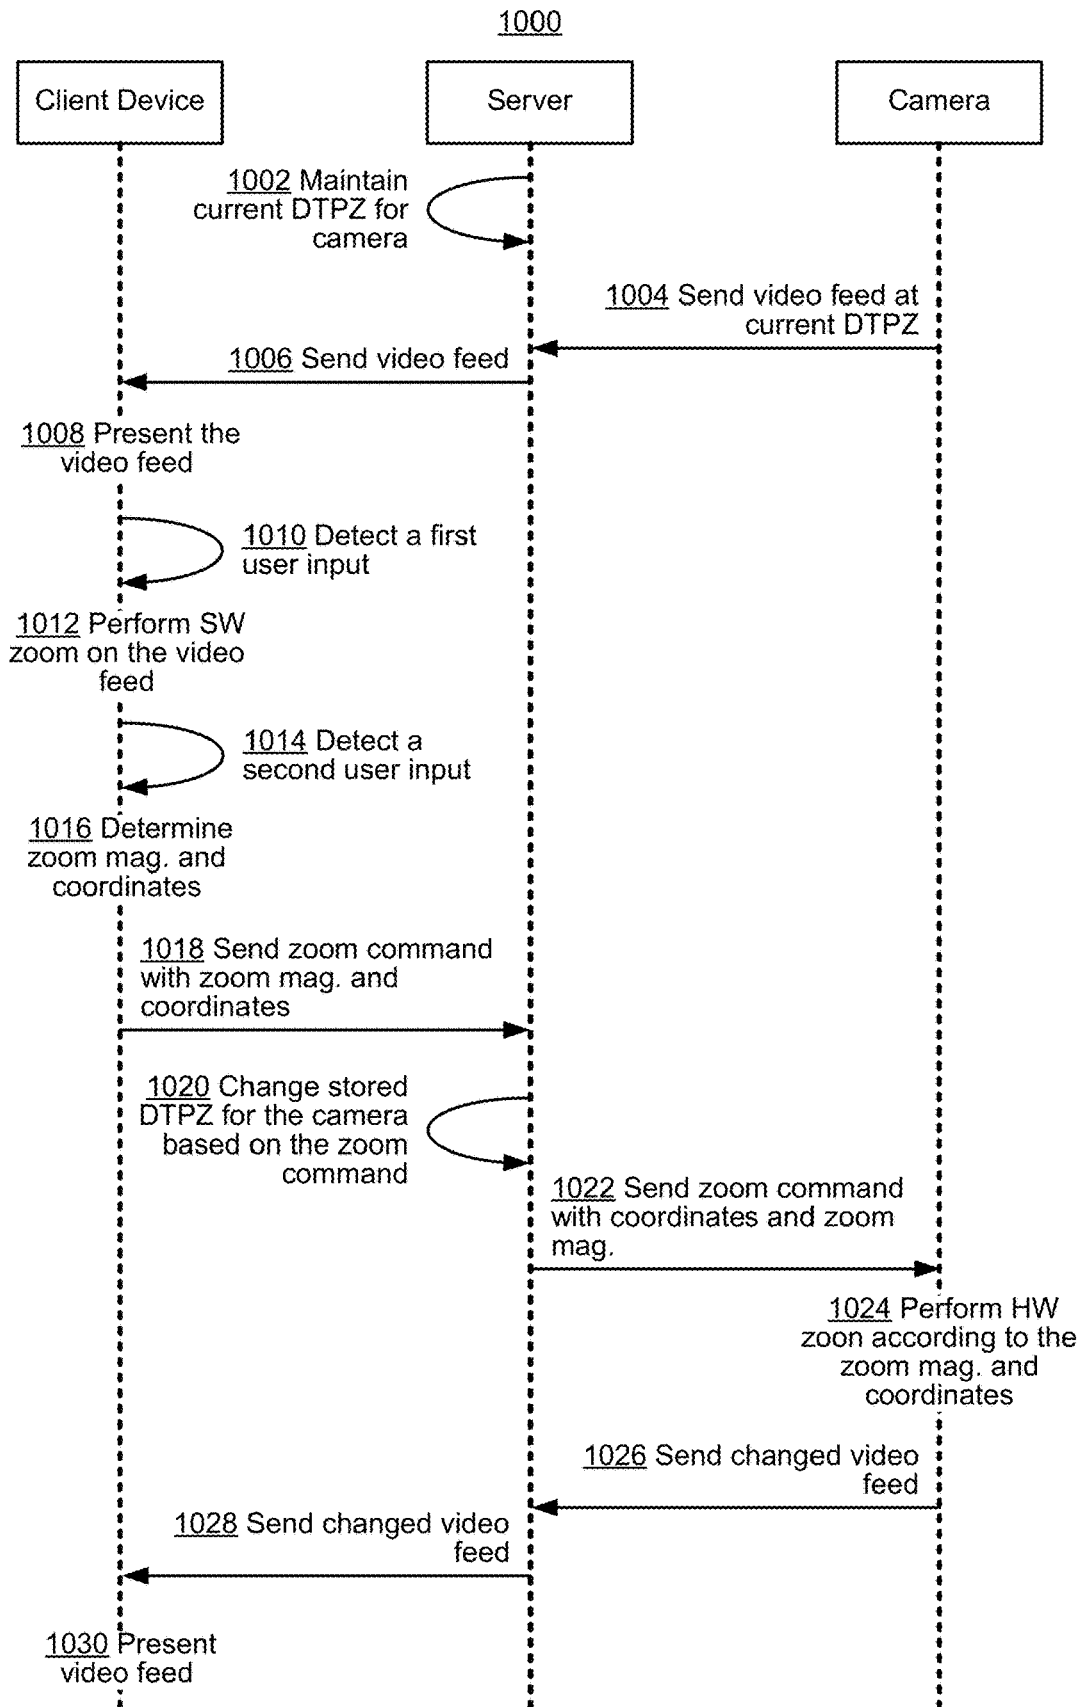 1000
Client Device
Server
Camera
1002 Maintain
current DTPZ for
camera
1004 Send video feed at
current DTPZ
1006 Send video feed
1008 Present the
video feed
1010 Detect a first
user input
1012 Perform SW
zoom on the video
feed
1014 Detect a
second user input
1016 Determine
zoom mag. and
coordinates
1018 Send zoom command
with zoom mag. and
coordinates
1020 Change stored
DTPZ for the camera
based on the zoom
command
1022 Send zoom command
with coordinates and zoom
mag.
1024 Perform HW
zoon according to the
zoom mag. and
coordinates
1026 Send changed video
feed
1028 Send changed video
feed
1030 Present
video feed